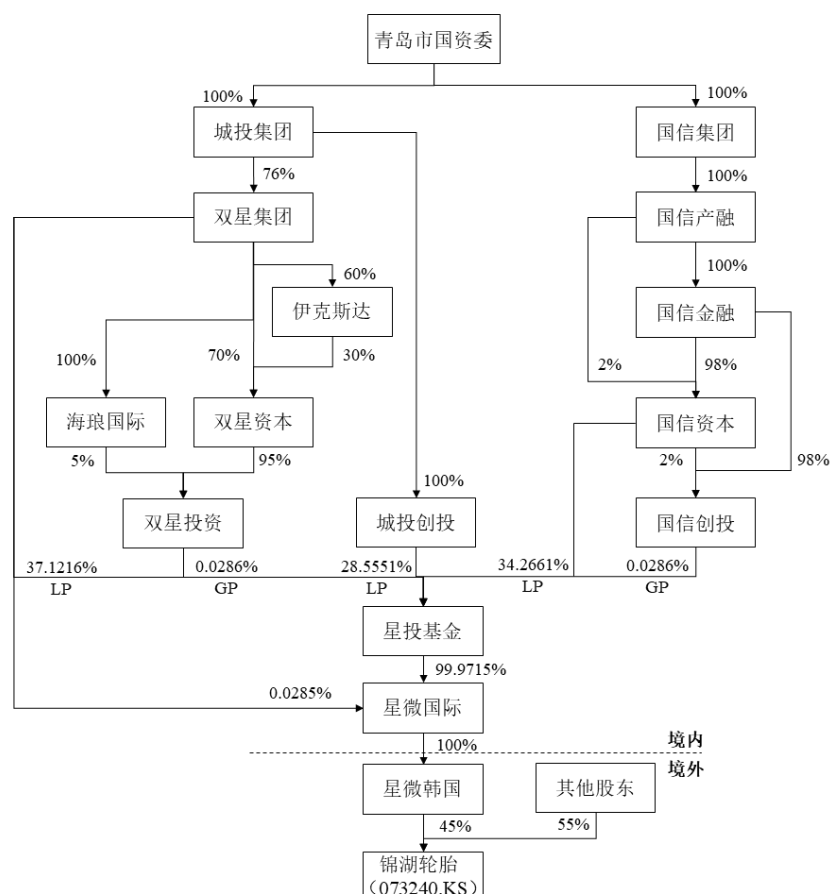 青岛市国资委
100%
100%
城投集团
国信集团
76%
100%
双星集团
国信产融
60%
100%
伊克斯达
国信金融
100%
70%
30%
2%
98%
海琅国际
双星资本
国信资本
5%
95%
100%
2%
98%
双星投资
城投创投
国信创投
37.1216%
0.0286%
28.5551%
34.2661%
0.0286%
LP
GP
LP
LP
GP
星投基金
99.9715%
0.0285%
星微国际
境内
100%
境外
星微韩国
其他股东
45%
55%
锦湖轮胎
（073240.KS）